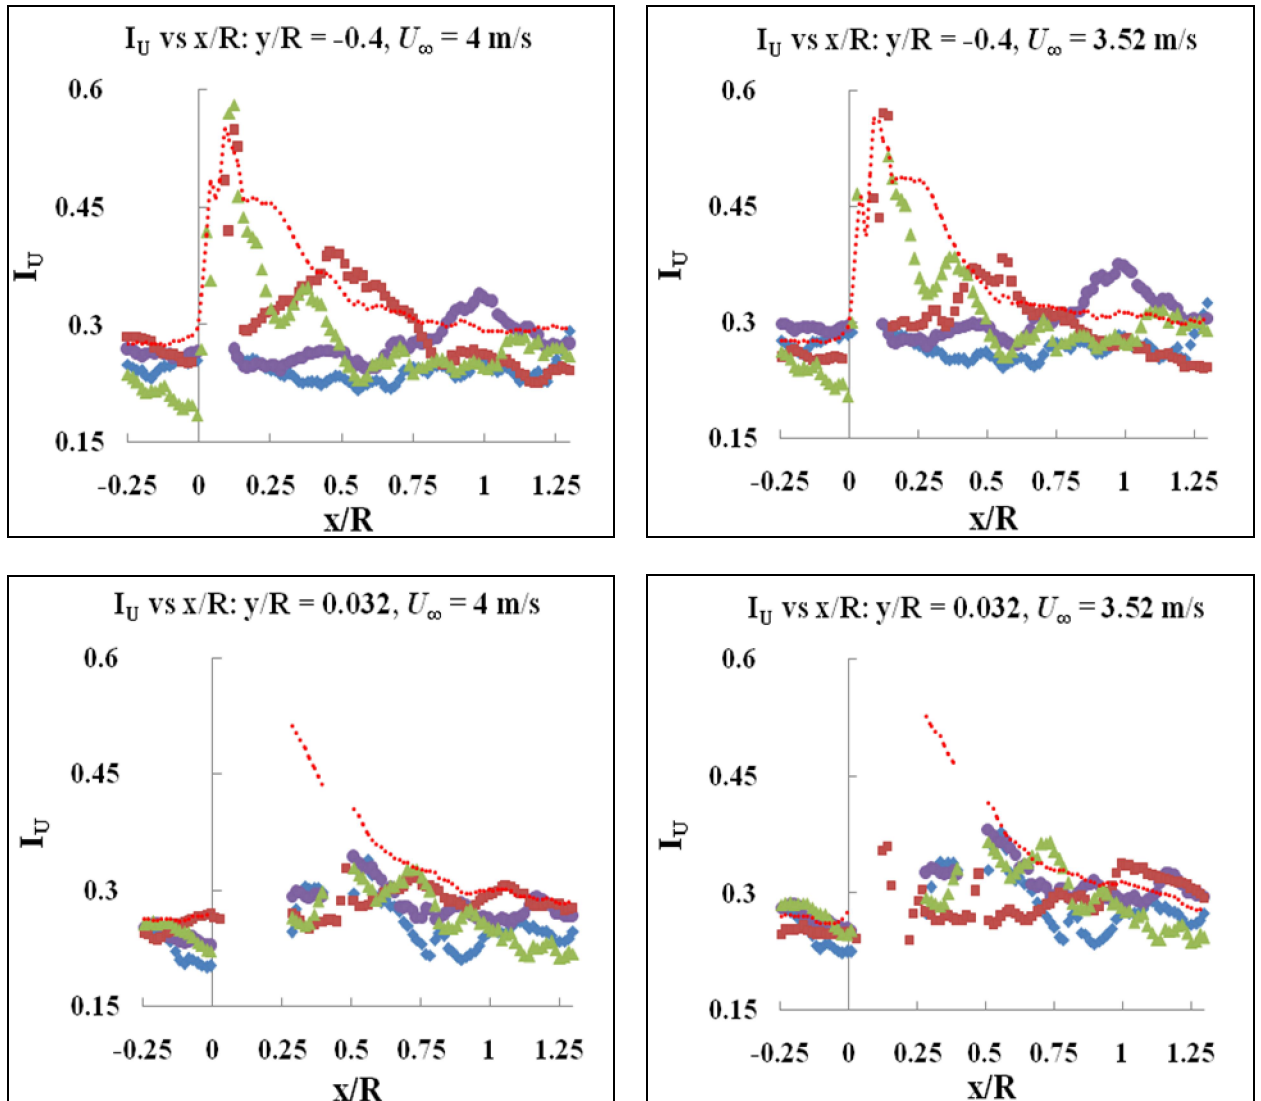 I_U vs x/R: y/R = -0.4, U_∞ = 4 m/s
0.6
0.45
0.3
0.15
I_U
-0.25 0 0.25 0.5 0.75 1 1.25
x/R
I_U vs x/R: y/R = -0.4, U_∞ = 3.52 m/s
0.6
0.45
0.3
0.15
I_U
-0.25 0 0.25 0.5 0.75 1 1.25
x/R
I_U vs x/R: y/R = 0.032, U_∞ = 4 m/s
0.6
0.45
0.3
0.15
I_U
-0.25 0 0.25 0.5 0.75 1 1.25
x/R
I_U vs x/R: y/R = 0.032, U_∞ = 3.52 m/s
0.6
0.45
0.3
0.15
I_U
-0.25 0 0.25 0.5 0.75 1 1.25
x/R